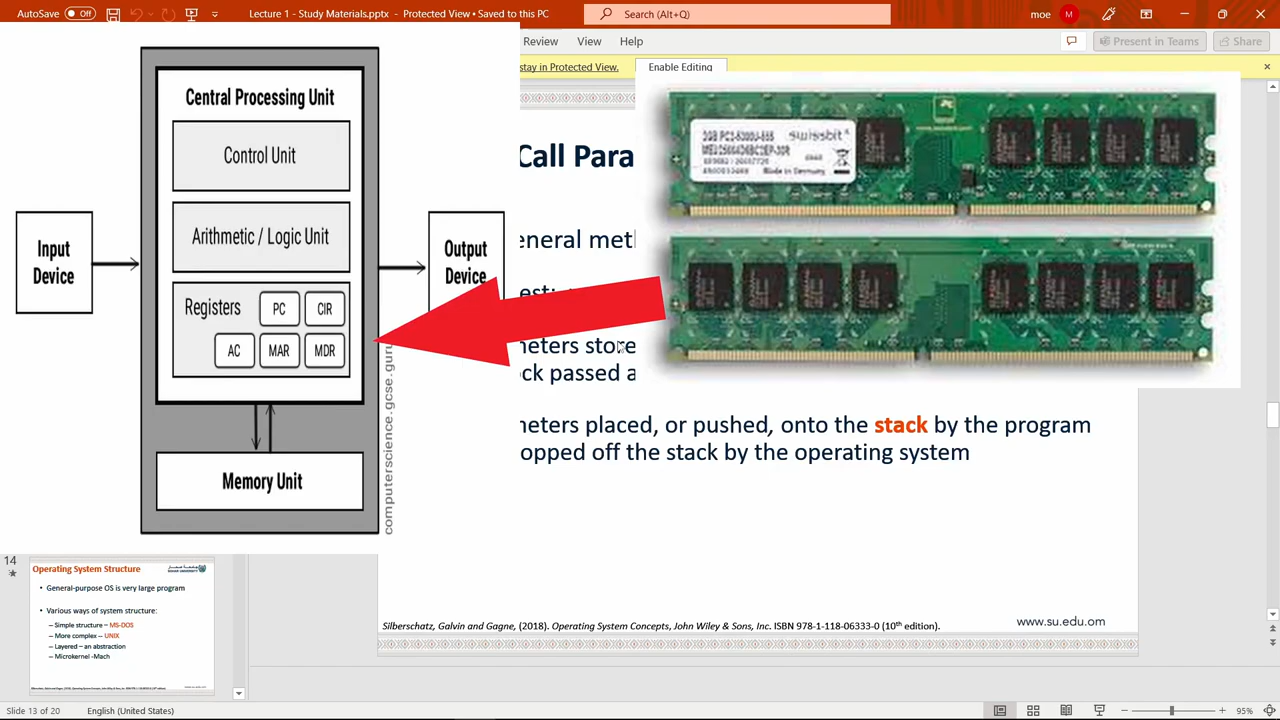 AutoSave Off
Lecture 1 - Study Materials.pptx - Protected View • Saved to this PC
Search (Alt+Q)
moe
M
Review View Help
Present in Teams
Share
stay in Protected View.
Enable Editing
Central Processing Unit
Control Unit
Arithmetic / Logic Unit
Registers
PC
CIR
AC
MAR
MDR
Input
Device
Output
Device
Memory Unit
computerscience.gcse.guru
swissbit
Made in Germany
Call Para
eneral met
meters store
ck passed a
meters placed, or pushed, onto the stack by the program
opped off the stack by the operating system
Silberschatz, Galvin and Gagne, (2018). Operating System Concepts, John Wiley & Sons, Inc. ISBN 978-1-118-06333-0 (10th edition).
www.su.edu.om
14
Operating System Structure
• General-purpose OS is very large program
• Various ways of system structure:
– Simple structure – MS-DOS
– More complex -- UNIX
– Layered – an abstraction
– Microkernel -Mach
Slide 13 of 20
English (United States)
95%